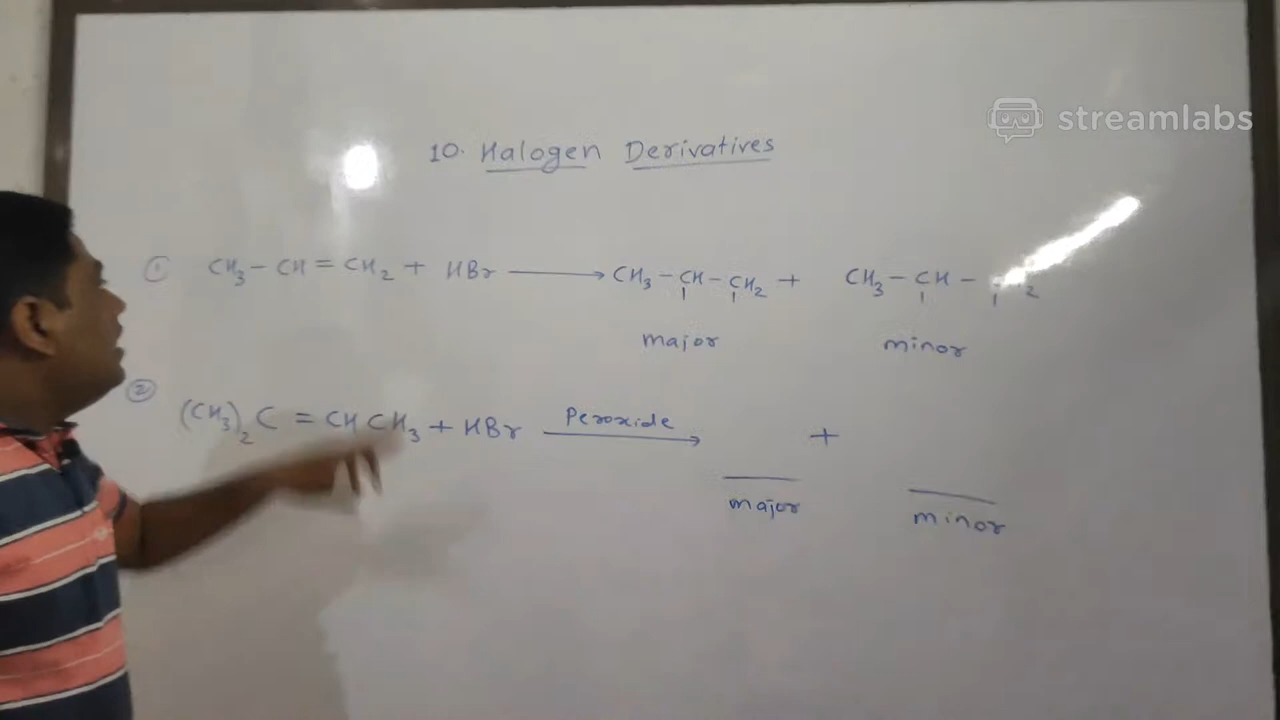 streamlabs
10. Halogen Derivatives
① CH₃ – CH = CH₂ + HBr ⟶ CH₃ – CH – CH₂ + CH₃ – CH –
major minor
② (CH₃)₂ C = CH CH₃ + HBr Peroxide ⟶ +
major minor